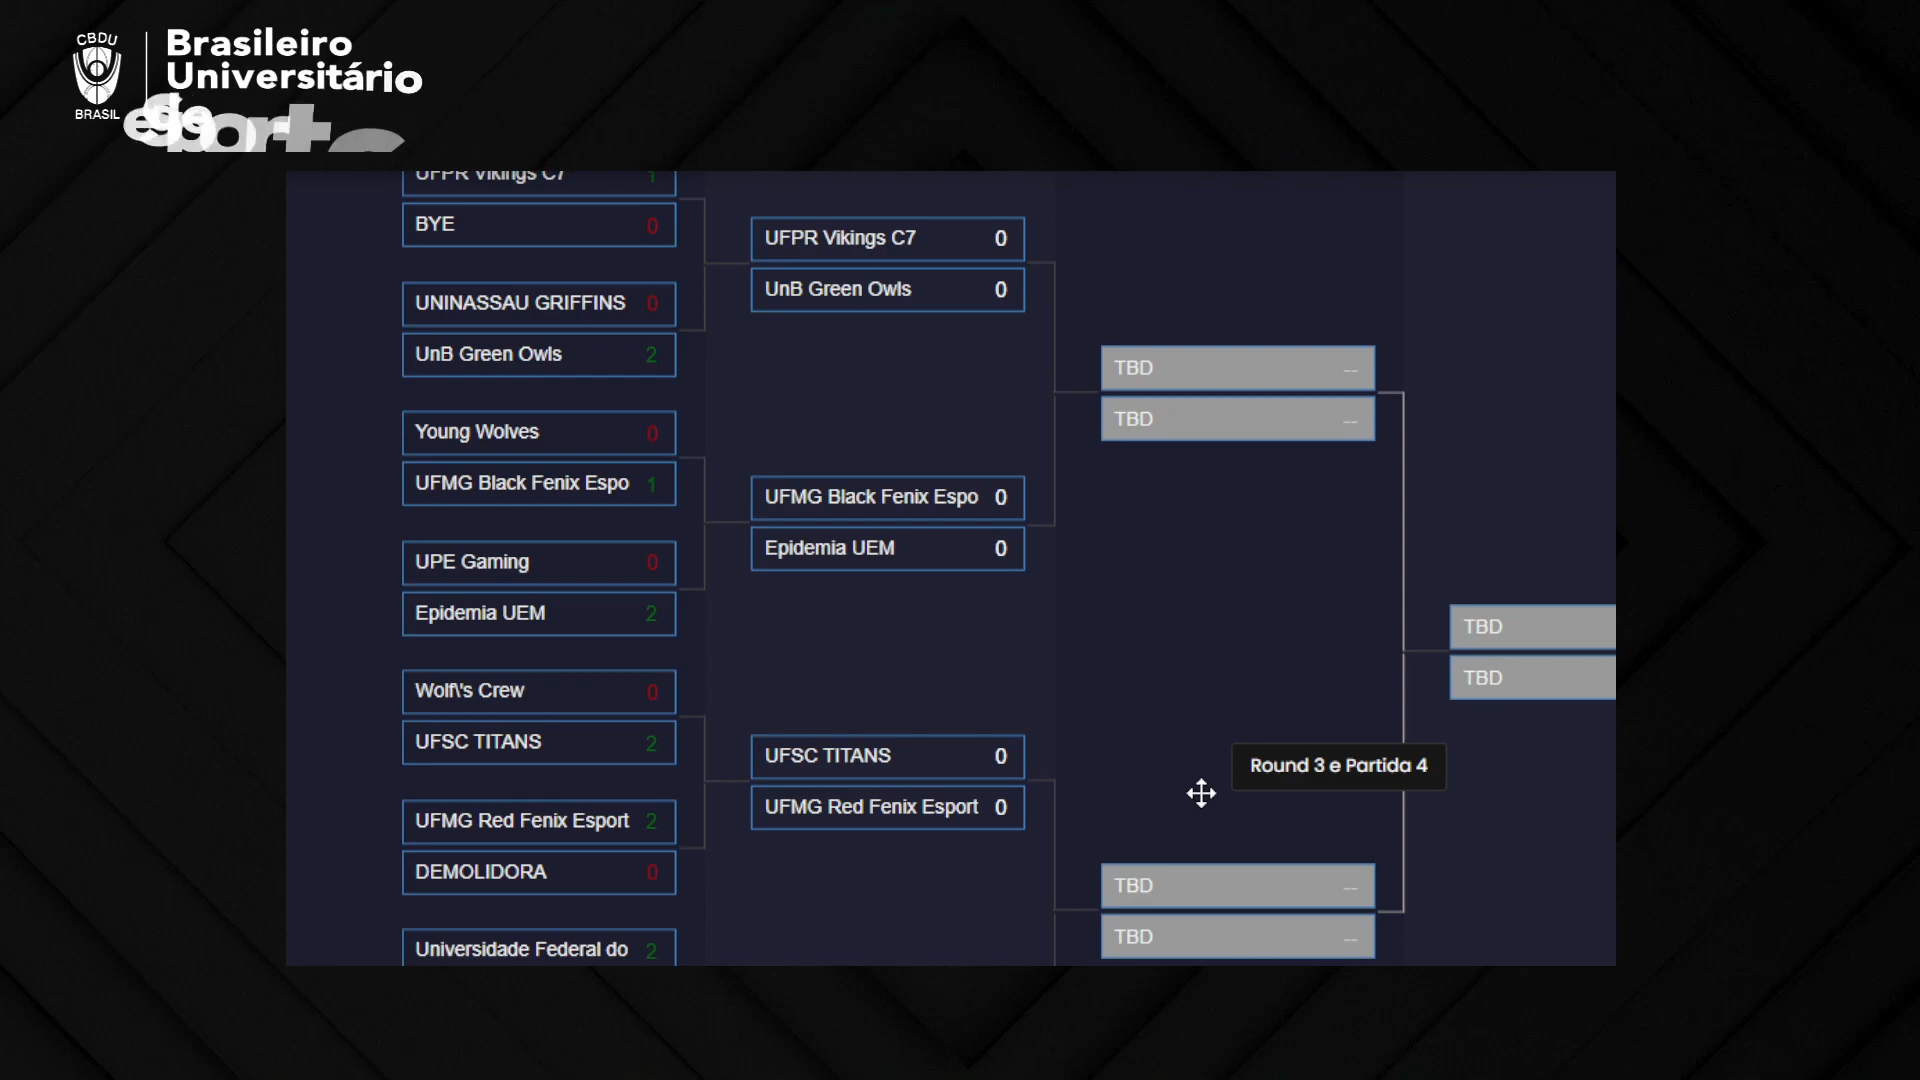 CBDU
BRASIL
Brasileiro
Universitário
UFPR Vikings C7 1
BYE 0
UNINASSAU GRIFFINS 0
UnB Green Owls 2
Young Wolves 0
UFMG Black Fenix Espo 1
UPE Gaming 0
Epidemia UEM 2
Wolf\'s Crew 0
UFSC TITANS 2
UFMG Red Fenix Esport 2
DEMOLIDORA 0
Universidade Federal do 2
UFPR Vikings C7 0
UnB Green Owls 0
UFMG Black Fenix Espo 0
Epidemia UEM 0
UFSC TITANS 0
UFMG Red Fenix Esport 0
TBD --
TBD --
TBD --
TBD --
Round 3 e Partida 4
TBD
TBD